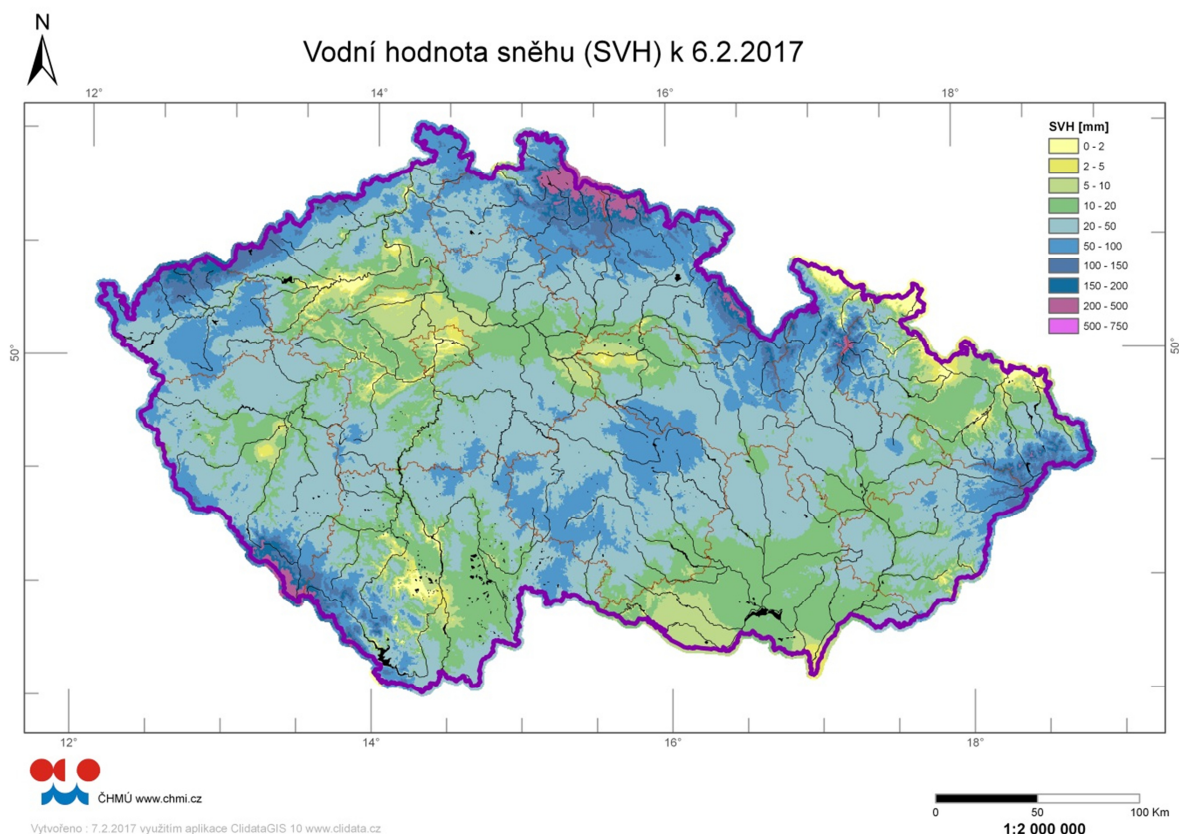 N
Vodní hodnota sněhu (SVH) k 6.2.2017
12°
14°
16°
18°
SVH [mm]
0 - 2
2 - 5
5 - 10
10 - 20
20 - 50
50 - 100
100 - 150
150 - 200
200 - 500
500 - 750
50°
50°
12°
14°
16°
18°
ČHMÚ www.chmi.cz
0 50 100 Km
1:2 000 000
Vytvořeno : 7.2.2017 využitím aplikace ClidataGIS 10 www.clidata.cz